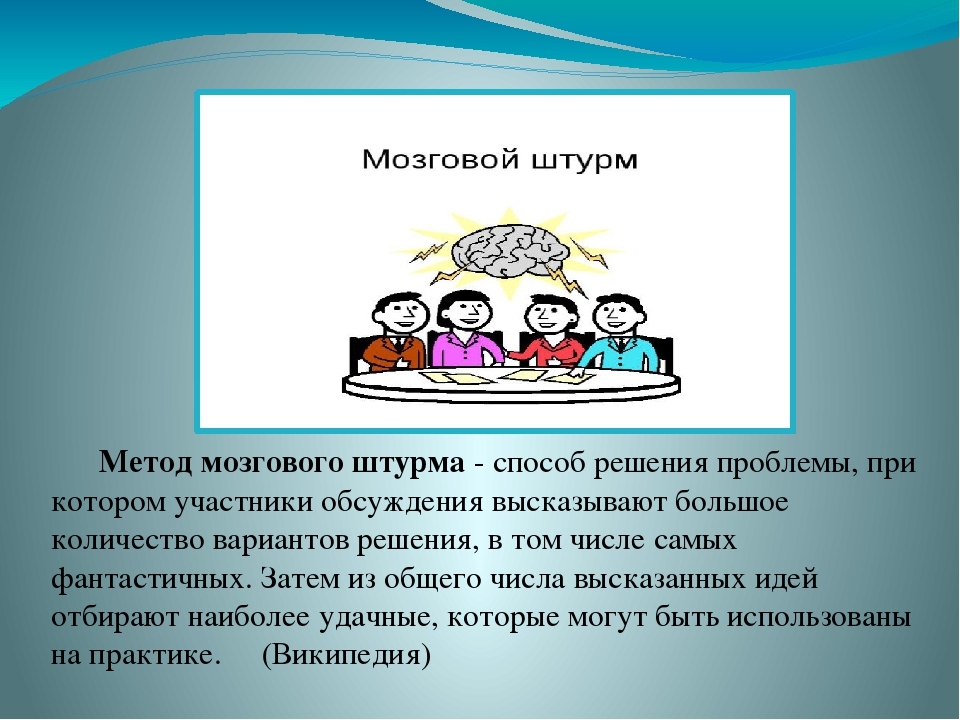 Мозговой штурм
Метод мозгового штурма - способ решения проблемы, при
котором участники обсуждения высказывают большое
количество вариантов решения, в том числе самых
фантастичных. Затем из общего числа высказанных идей
отбирают наиболее удачные, которые могут быть использованы
на практике. (Википедия)